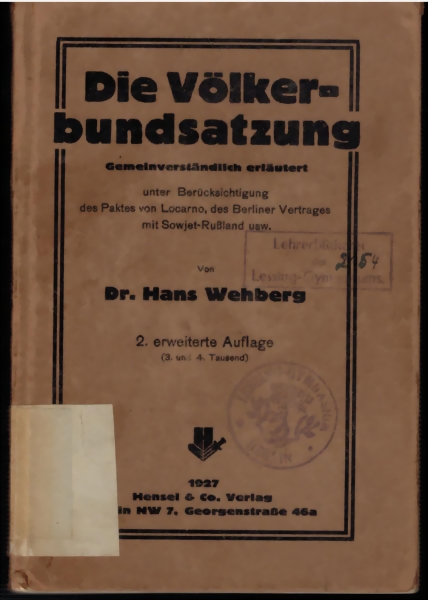 Die Völker-
bundsatzung
Gemeinverständlich erläutert
unter Berücksichtigung
des Paktes von Locarno, des Berliner Vertrages
mit Sowjet-Rußland usw.
Von
Dr. Hans Wehberg
2. erweiterte Auflage
(3. und 4. Tausend)
H
1927
Hensel & Co. Verlag
in NW 7, Georgenstraße 46a